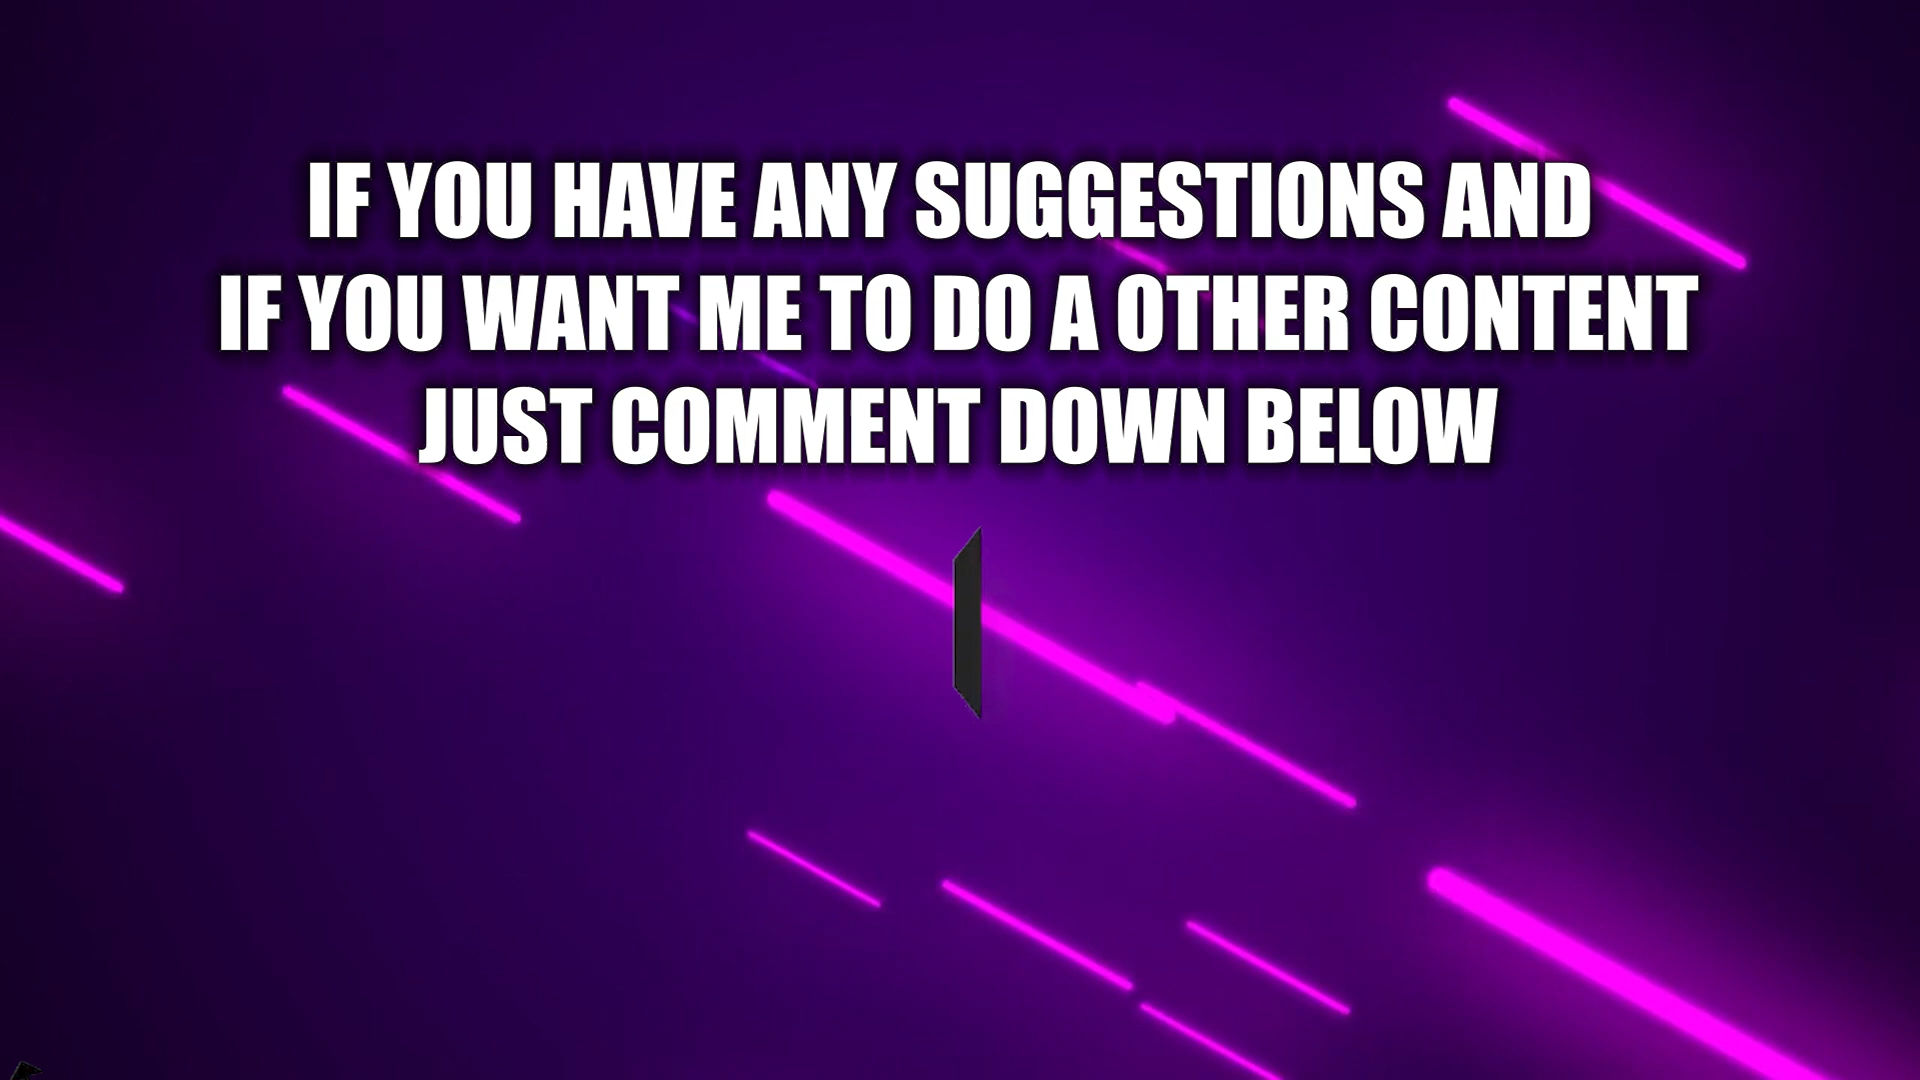 IF YOU HAVE ANY SUGGESTIONS AND
IF YOU WANT ME TO DO A OTHER CONTENT
JUST COMMENT DOWN BELOW